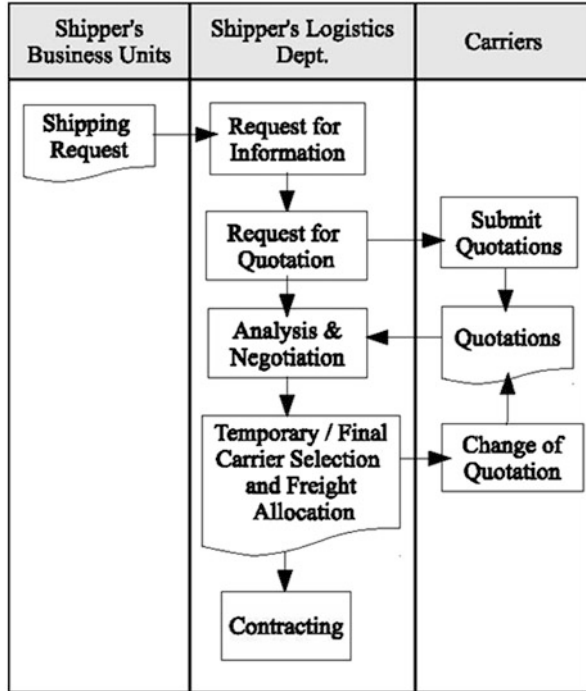 Shipper's
Business Units
Shipper's Logistics
Dept.
Carriers
Shipping
Request
Request for
Information
Request for
Quotation
Submit
Quotations
Analysis &
Negotiation
Quotations
Temporary / Final
Carrier Selection
and Freight
Allocation
Change of
Quotation
Contracting